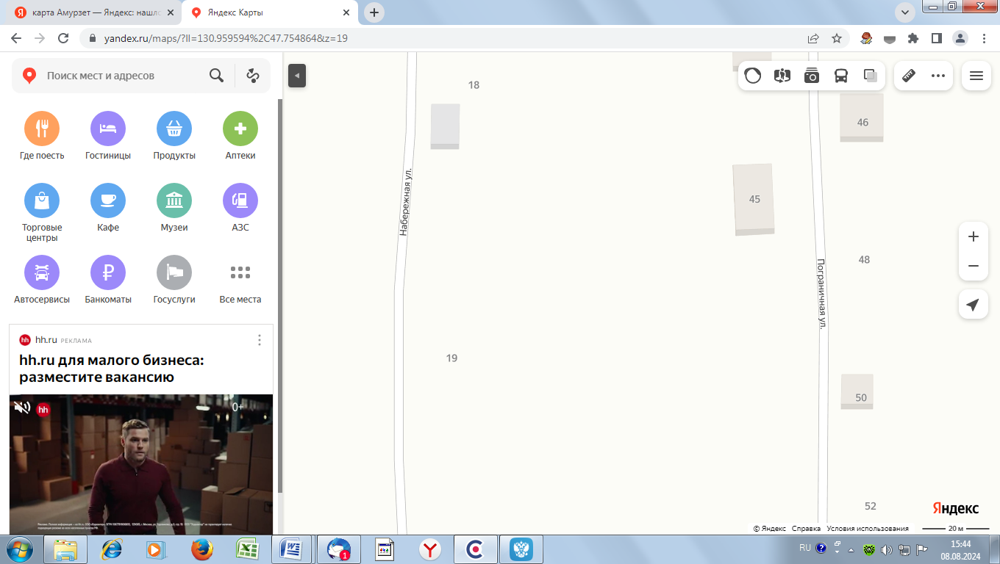 карта Амурзет — Яндекс: нашло
Яндекс Карты
yandex.ru/maps/?ll=130.959594%2C47.754864&z=19
Поиск мест и адресов
Где поесть
Гостиницы
Продукты
Аптеки
Торговые
центры
Кафе
Музеи
АЗС
Автосервисы
Банкоматы
Госуслуги
Все места
hh.ru РЕКЛАМА
hh.ru для малого бизнеса:
разместите вакансию
hh
0+
18
46
45
Набережная ул.
48
Пограничная ул.
19
50
52
Яндекс
© Яндекс Справка Условия использования
20 м
RU
15:44
08.08.2024